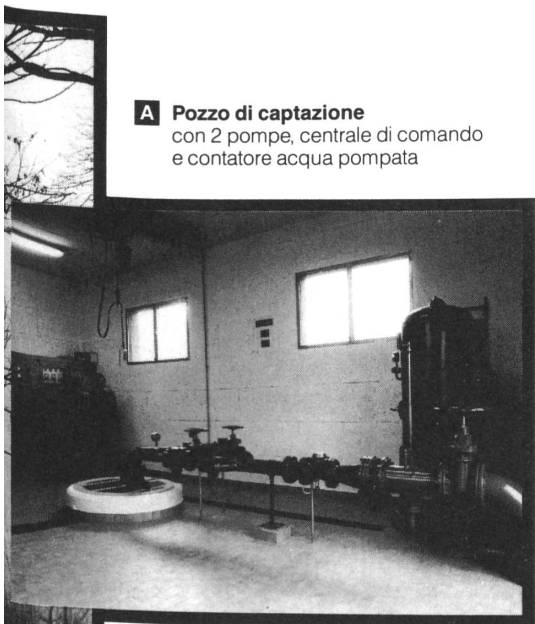 A Pozzo di captazione
con 2 pompe, centrale di comando
e contatore acqua pompata